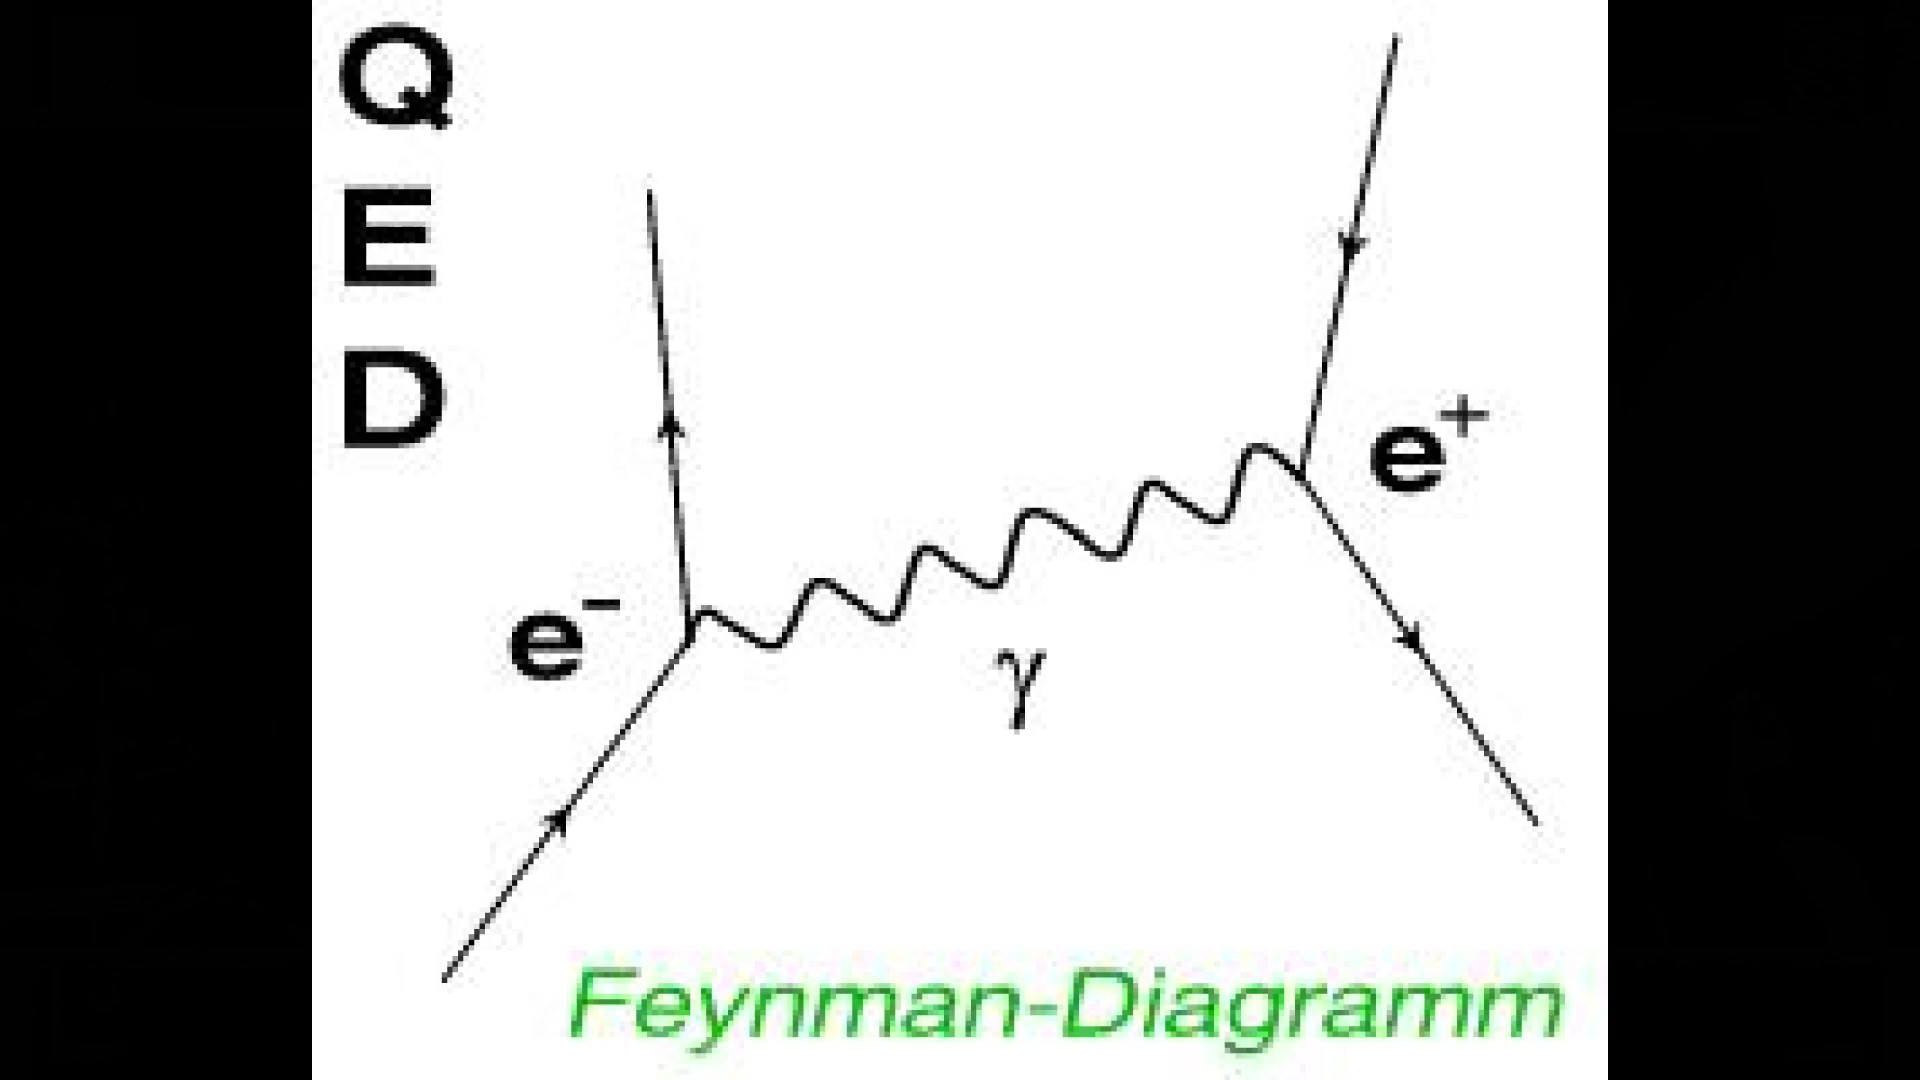 Q
E
D
e⁺
e⁻
γ
Feynman-Diagramm